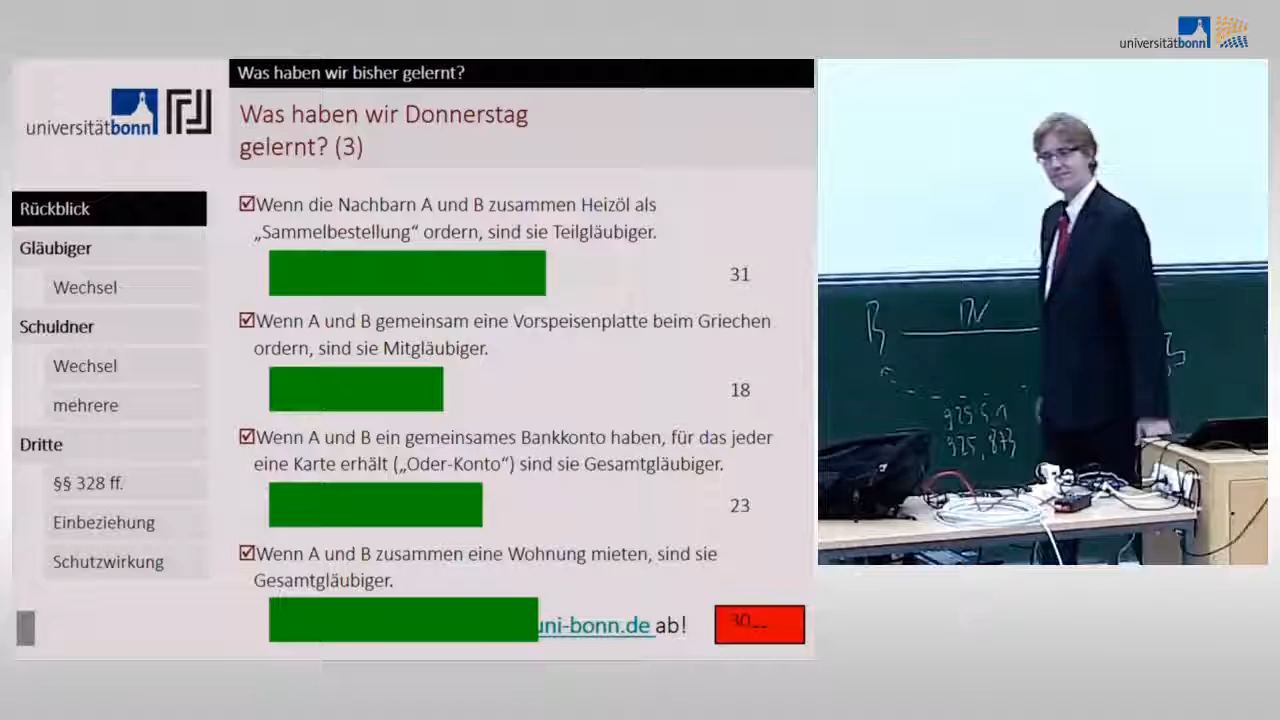 universitätbonn
Was haben wir bisher gelernt?
universitätbonn
Was haben wir Donnerstag
gelernt? (3)
Rückblick
Gläubiger
Wechsel
Schuldner
Wechsel
mehrere
Dritte
§§ 328 ff.
Einbeziehung
Schutzwirkung
Wenn die Nachbarn A und B zusammen Heizöl als
„Sammelbestellung“ ordern, sind sie Teilgläubiger.
31
Wenn A und B gemeinsam eine Vorspeisenplatte beim Griechen
ordern, sind sie Mitgläubiger.
18
Wenn A und B ein gemeinsames Bankkonto haben, für das jeder
eine Karte erhält („Oder-Konto“) sind sie Gesamtgläubiger.
23
Wenn A und B zusammen eine Wohnung mieten, sind sie
Gesamtgläubiger.
uni-bonn.de ab!
30
B